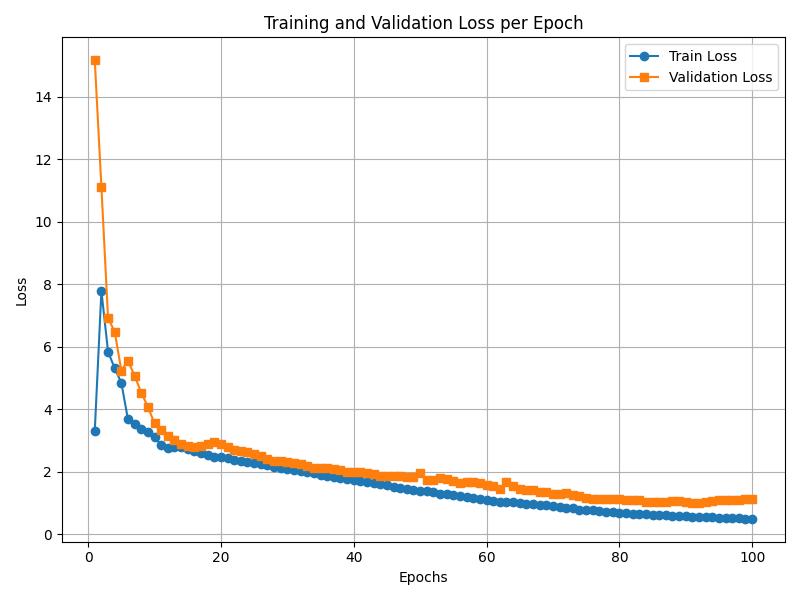 Training and Validation Loss per Epoch
Train Loss
Validation Loss
14
12
10
8
6
4
2
0
Loss
0 20 40 60 80 100
Epochs